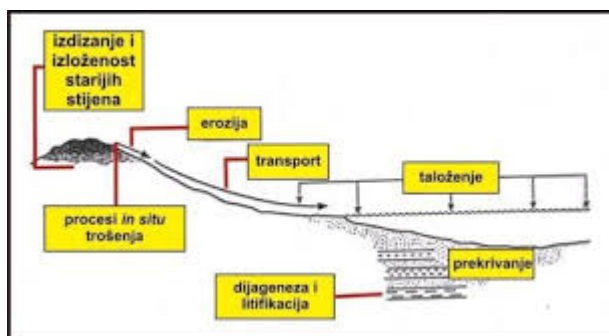 izdizanje i
izloženost
starijih
stijena
erozija
transport
taloženje
procesi in situ
trošenja
prekrivanje
dijageneza i
litifikacija